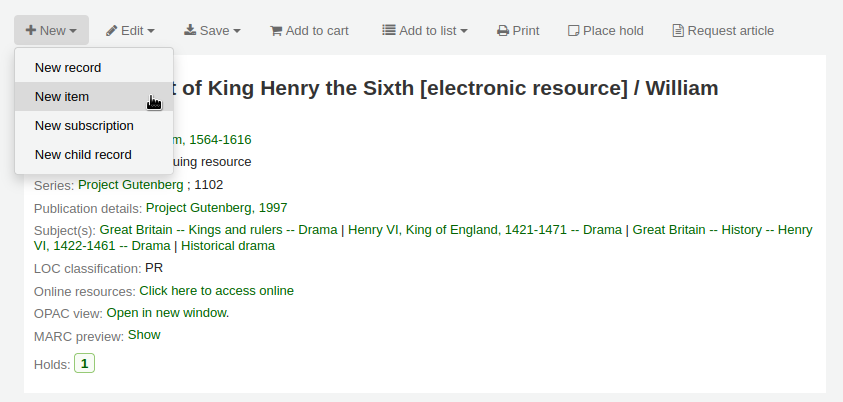 New Edit Save Add to cart Add to list Print Place hold Request article
New record
New item
New subscription
New child record
of King Henry the Sixth [electronic resource] / William
, 1564-1616
resource
Series: Project Gutenberg ; 1102
Publication details: Project Gutenberg, 1997
Subject(s): Great Britain -- Kings and rulers -- Drama | Henry VI, King of England, 1421-1471 -- Drama | Great Britain -- History -- Henry
VI, 1422-1461 -- Drama | Historical drama
LOC classification: PR
Online resources: Click here to access online
OPAC view: Open in new window.
MARC preview: Show
Holds: 1